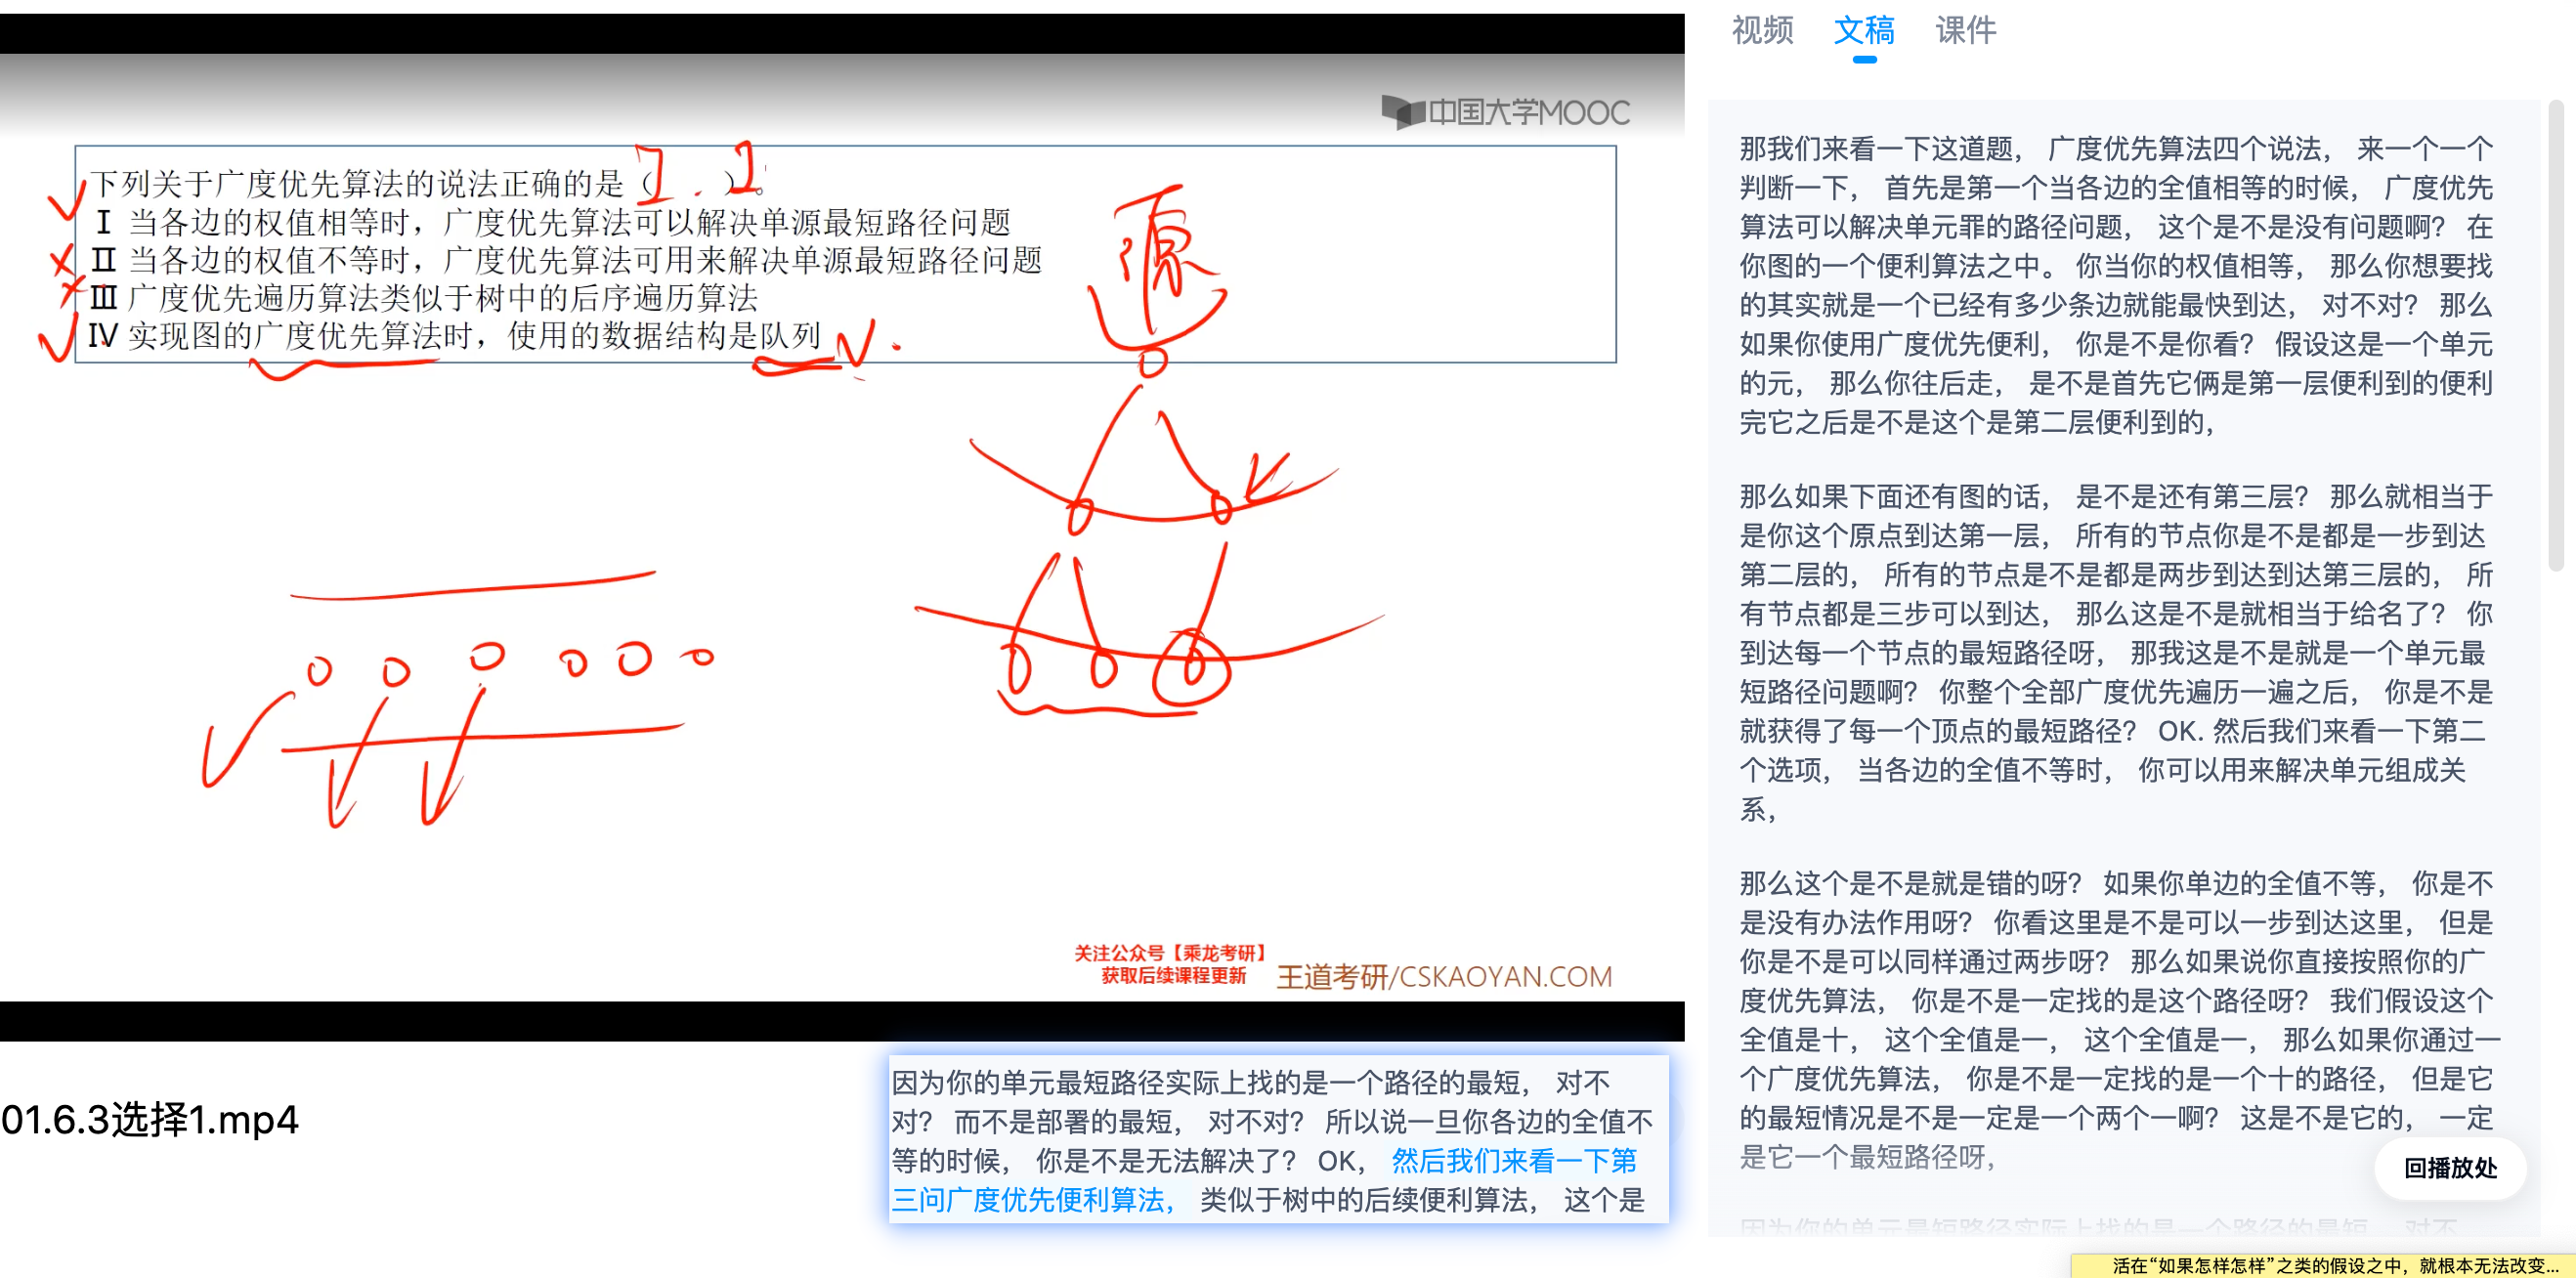 视频 文稿 课件
中国大学MOOC
下列关于广度优先算法的说法正确的是（ ）。
Ⅰ 当各边的权值相等时，广度优先算法可以解决单源最短路径问题
Ⅱ 当各边的权值不等时，广度优先算法可用来解决单源最短路径问题
Ⅲ 广度优先遍历算法类似于树中的后序遍历算法
Ⅳ 实现图的广度优先算法时，使用的数据结构是队列
源
关注公众号【乘龙考研】
获取后续课程更新
王道考研/CSKAOYAN.COM
01.6.3选择1.mp4
因为你的单元最短路径实际上找的是一个路径的最短， 对不
对？ 而不是部署的最短， 对不对？ 所以说一旦你各边的全值不
等的时候， 你是不是无法解决了？ OK， 然后我们来看一下第
三问广度优先便利算法， 类似于树中的后续便利算法， 这个是
那我们来看一下这道题， 广度优先算法四个说法， 来一个一个
判断一下， 首先是第一个当各边的全值相等的时候， 广度优先
算法可以解决单元罪的路径问题， 这个是不是没有问题啊？ 在
你图的一个便利算法之中。 你当你的权值相等， 那么你想要找
的其实就是一个已经有多少条边就能最快到达， 对不对？ 那么
如果你使用广度优先便利， 你是不是你看？ 假设这是一个单元
的元， 那么你往后走， 是不是首先它俩是第一层便利到的便利
完它之后是不是这个是第二层便利到的，
那么如果下面还有图的话， 是不是还有第三层？ 那么就相当于
是你这个原点到达第一层， 所有的节点你是不是都是一步到达
第二层的， 所有的节点是不是都是两步到达到达第三层的， 所
有节点都是三步可以到达， 那么这是不是就相当于给名了？ 你
到达每一个节点的最短路径呀， 那我这是不是就是一个单元最
短路径问题啊？ 你整个全部广度优先遍历一遍之后， 你是不是
就获得了每一个顶点的最短路径？ OK. 然后我们来看一下第二
个选项， 当各边的全值不等时， 你可以用来解决单元组成关
系，
那么这个是不是就是错的呀？ 如果你单边的全值不等， 你是不
是没有办法作用呀？ 你看这里是不是可以一步到达这里， 但是
你是不是可以同样通过两步呀？ 那么如果说你直接按照你的广
度优先算法， 你是不是一定找的是这个路径呀？ 我们假设这个
全值是十， 这个全值是一， 这个全值是一， 那么如果你通过一
个广度优先算法， 你是不是一定找的是一个十的路径， 但是它
的最短情况是不是一定是一个两个一啊？ 这是不是它的， 一定
是它一个最短路径呀，
回播放处
因为你的单元最短路径实际上找的是一个路径的最短， 对不
活在“如果怎样怎样”之类的假设之中，就根本无法改变...